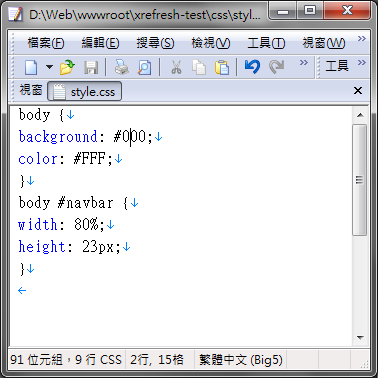 D:\Web\wwwroot\xrefresh-test\css\styl...
檔案(F) 編輯(E) 搜尋(S) 檢視(V) 工具(T) 視窗(W) »
» 工具 »
視窗 style.css
body {↓
background: #000;↓
color: #FFF;↓
}↓
body #navbar {↓
width: 80%;↓
height: 23px;↓
}↓
←
91 位元組，9 行 CSS 2行, 15格 繁體中文 (Big5)